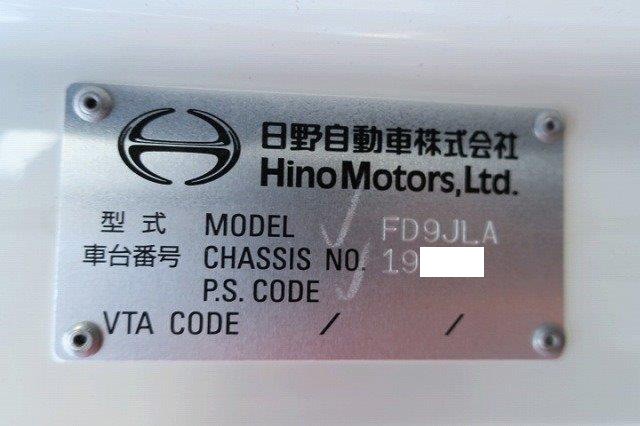 日野自動車株式会社
Hino Motors, Ltd.
型式 MODEL FD9JLA
車台番号 CHASSIS NO. 19
P.S. CODE
VTA CODE / /